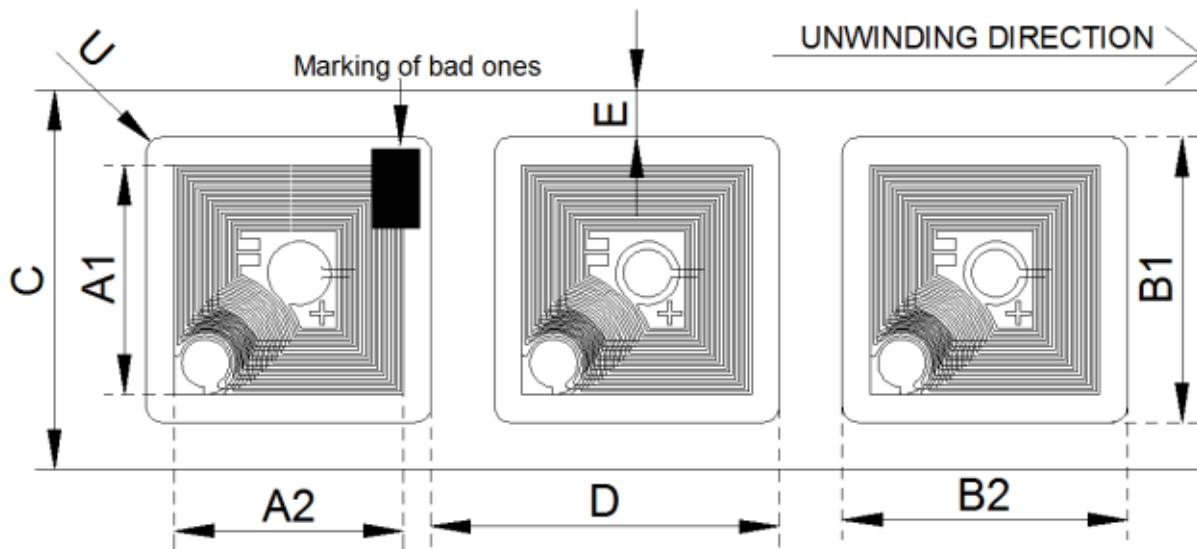 U
UNWINDING DIRECTION
Marking of bad ones
E
C
A1
B1
A2
D
B2